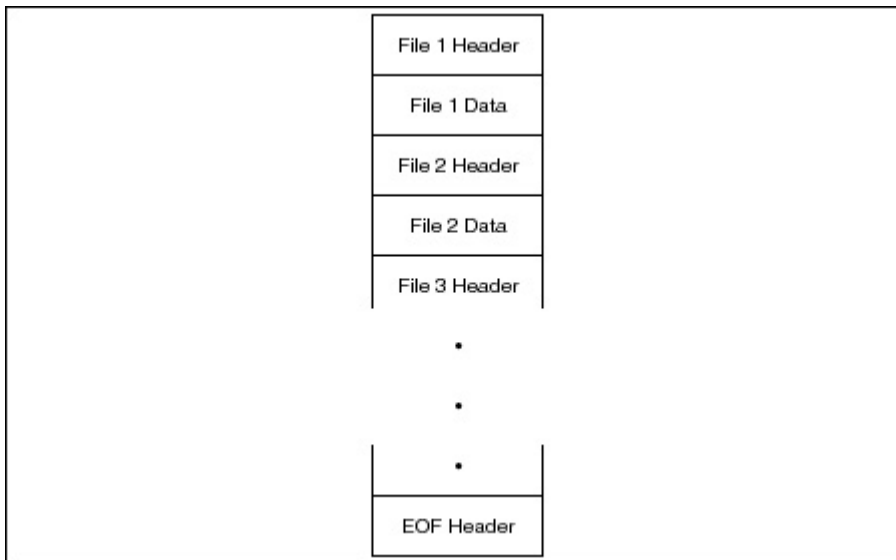 File 1 Header
File 1 Data
File 2 Header
File 2 Data
File 3 Header
EOF Header